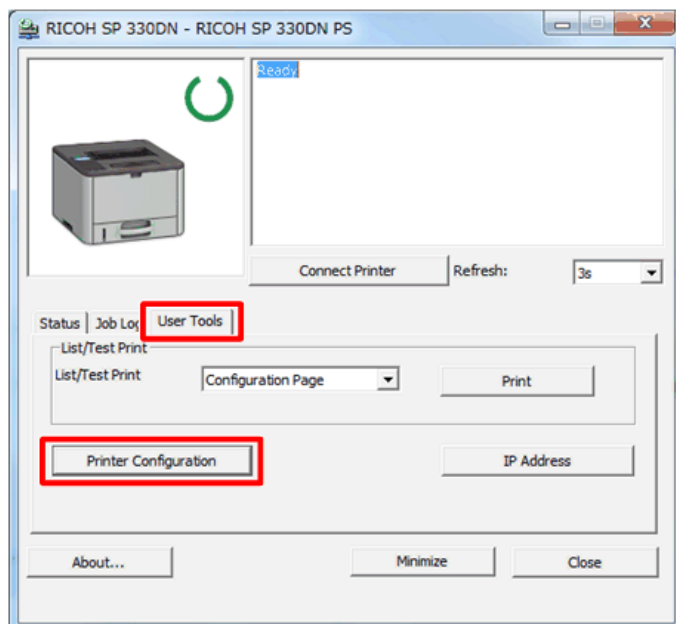 RICOH SP 330DN - RICOH SP 330DN PS
Ready
Connect Printer
Refresh:
3s
Status
Job Log
User Tools
List/Test Print
List/Test Print
Configuration Page
Print
Printer Configuration
IP Address
About...
Minimize
Close